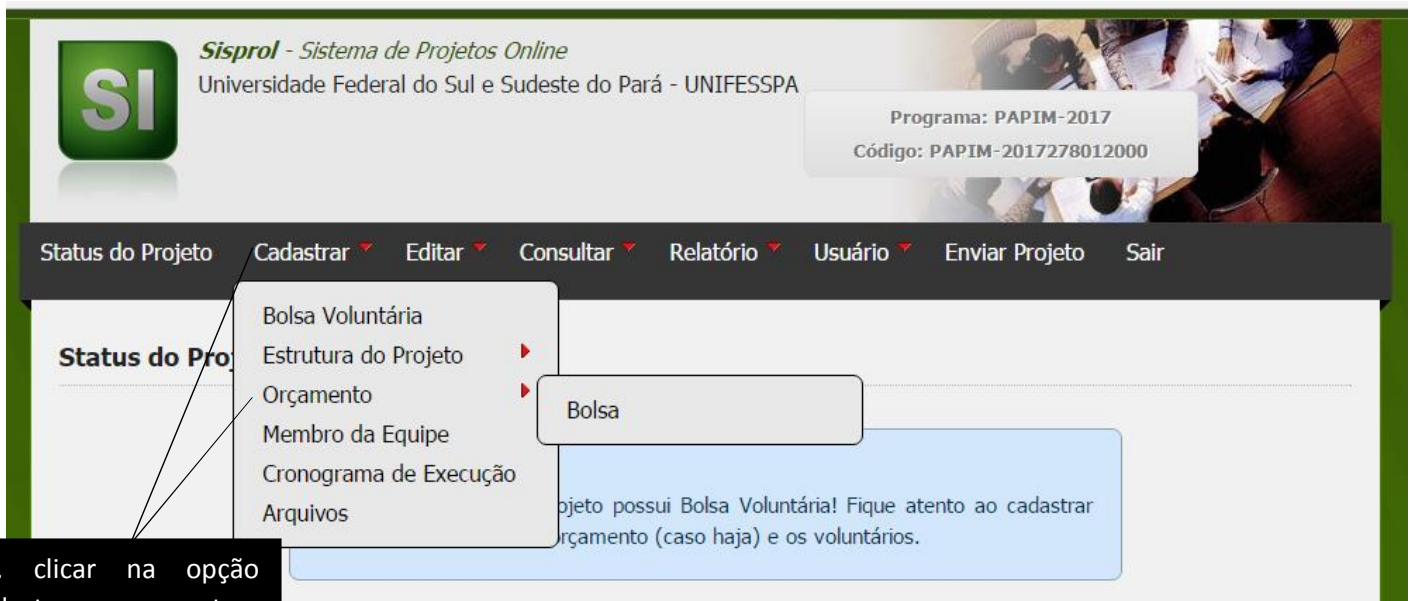 SI
Sisprol - Sistema de Projetos Online
Universidade Federal do Sul e Sudeste do Pará - UNIFESSPA
Programa: PAPIM-2017
Código: PAPIM-2017278012000
Status do Projeto Cadastrar Editar Consultar Relatório Usuário Enviar Projeto Sair
Status do Pro
Bolsa Voluntária
Estrutura do Projeto
Orçamento
Membro da Equipe
Cronograma de Execução
Arquivos
Bolsa
ojeto possui Bolsa Voluntária! Fique atento ao cadastrar
orçamento (caso haja) e os voluntários.
clicar na opção